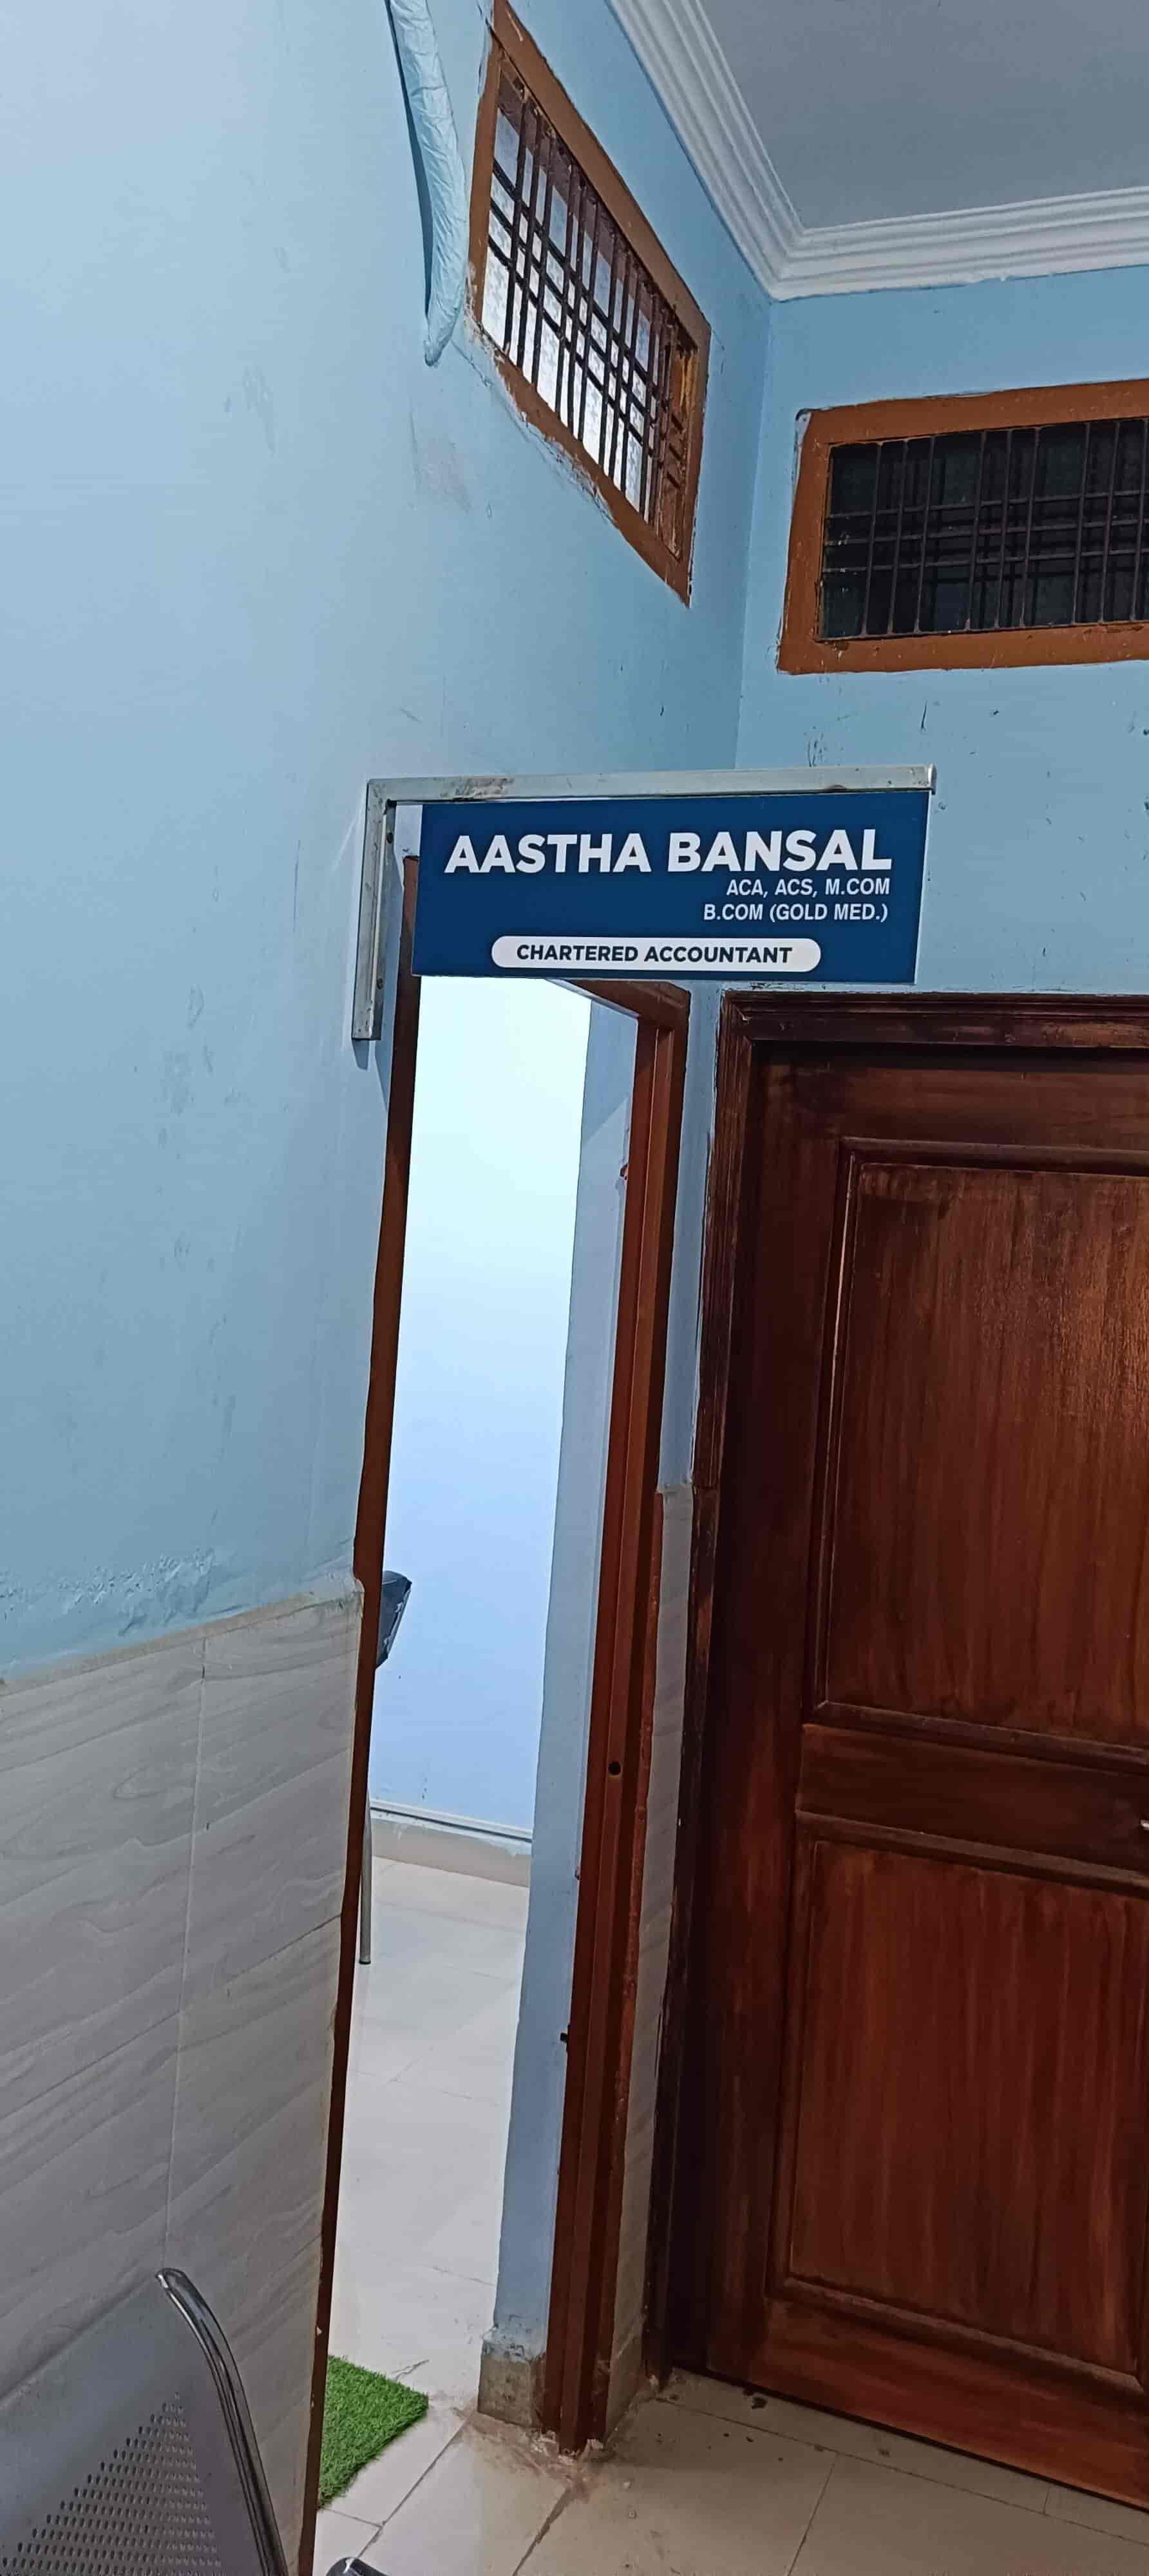 AASTHA BANSAL
ACA, ACS, M.COM
B.COM (GOLD MED.)
CHARTERED ACCOUNTANT